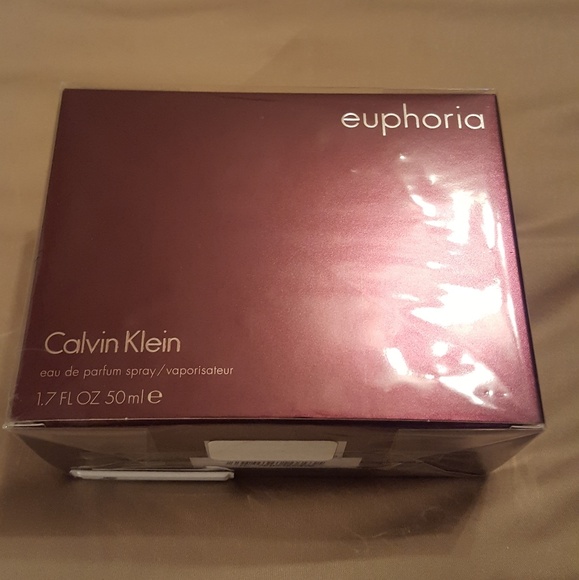 euphoria
Calvin Klein
eau de parfum spray/vaporisateur
1.7 FL OZ 50 ml ℮